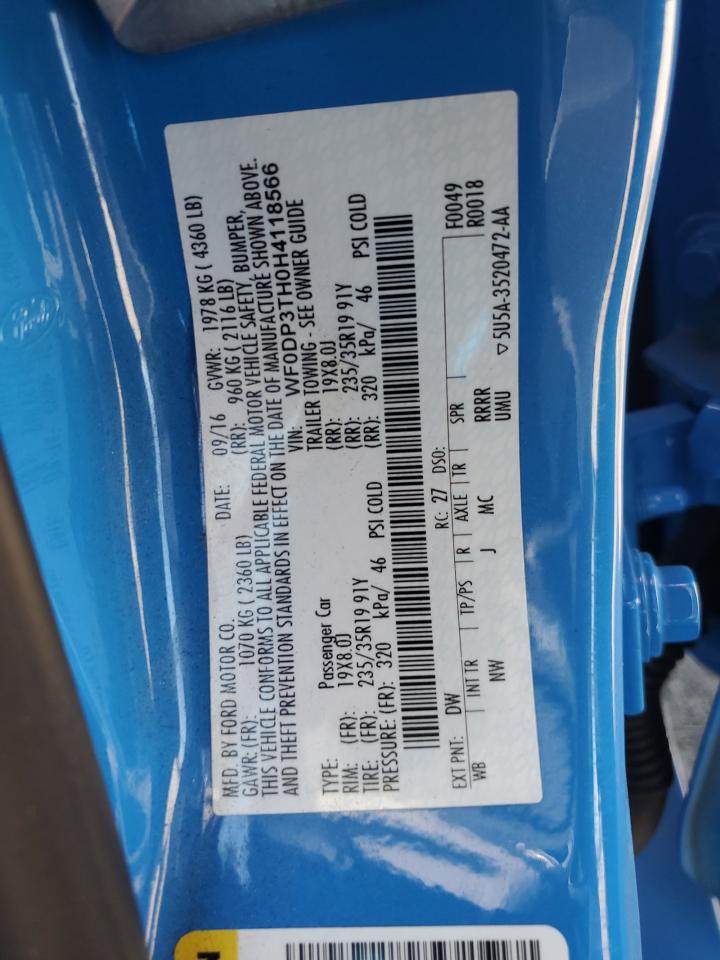 MFD. BY FORD MOTOR CO. DATE: 09/16 GVWR: 1978 KG ( 4360 LB)
GAWR: (FR): 1070 KG ( 2360 LB) (RR): 960 KG ( 2116 LB)
THIS VEHICLE CONFORMS TO ALL APPLICABLE FEDERAL MOTOR VEHICLE SAFETY, BUMPER,
AND THEFT PREVENTION STANDARDS IN EFFECT ON THE DATE OF MANUFACTURE SHOWN ABOVE.
VIN: WF0DP3TH0H4118566
TYPE: Passenger Car TRAILER TOWING - SEE OWNER GUIDE
RIM: (FR): 19X8.0J (RR): 19X8.0J
TIRE: (FR): 235/35R19 91Y (RR): 235/35R19 91Y
PRESSURE: (FR): 320 kPa/ 46 PSI COLD (RR): 320 kPa/ 46 PSI COLD
EXT PNT: DW RC: 27 DSO: F0049
WB INT TR TP/PS R AXLE TR SPR R0018
NW J MC RRRR
UMU ▽5U5A-3520472-AA
Ford